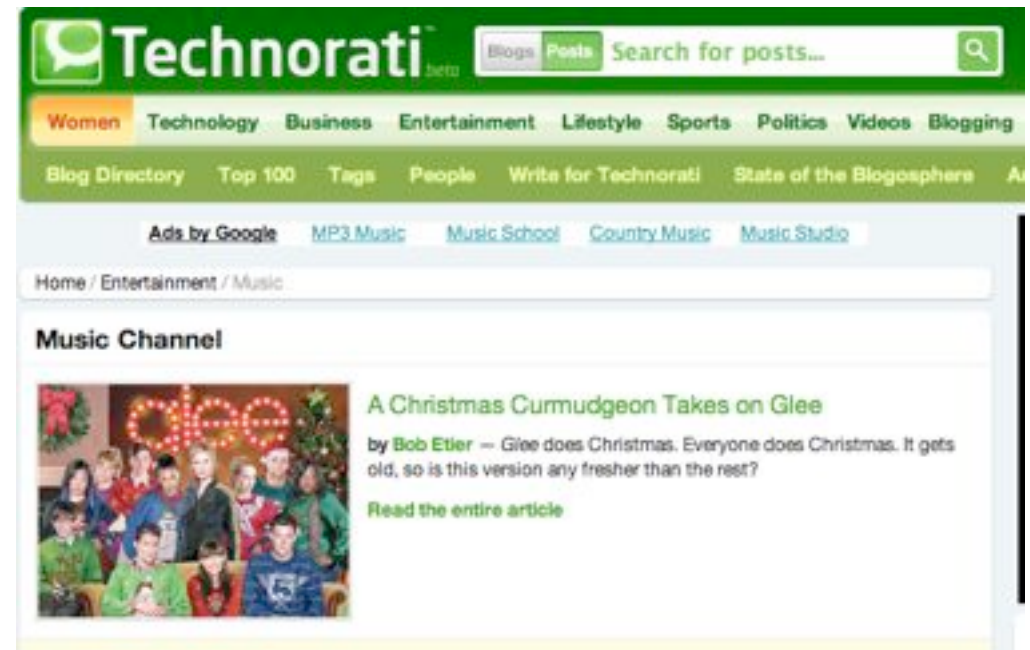 Technorati beta
Blogs Posts Search for posts...
Women Technology Business Entertainment Lifestyle Sports Politics Videos Blogging
Blog Directory Top 100 Tags People Write for Technorati State of the Blogosphere
Ads by Google MP3 Music Music School Country Music Music Studio
Home / Entertainment / Music
Music Channel
glee
A Christmas Curmudgeon Takes on Glee
by Bob Etier — Glee does Christmas. Everyone does Christmas. It gets
old, so is this version any fresher than the rest?
Read the entire article